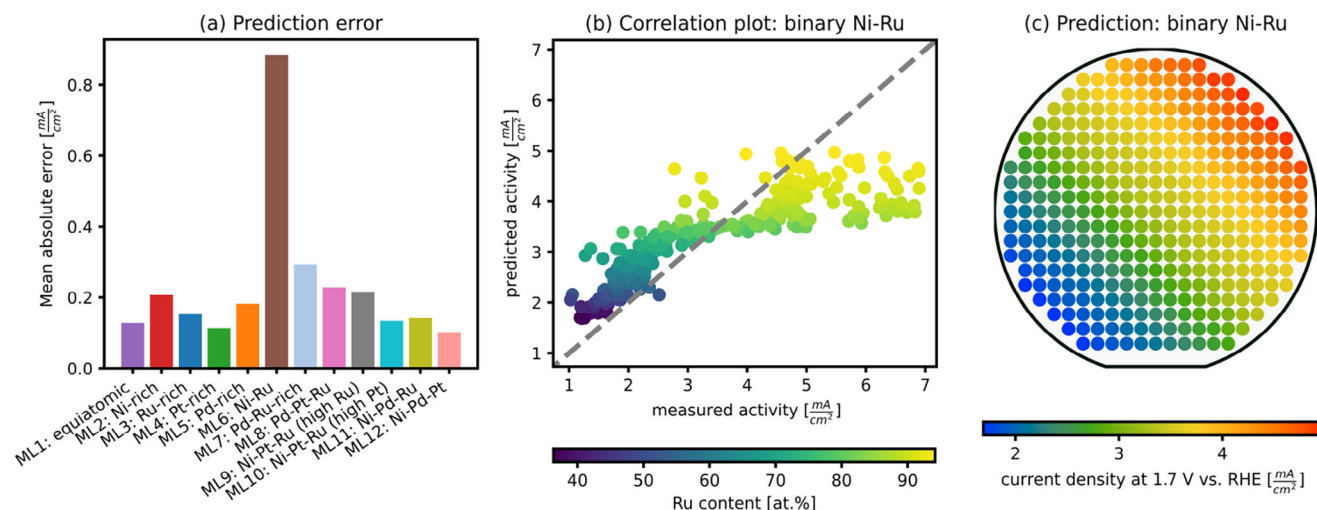 (a) Prediction error
Mean absolute error [mA/cm²]
0.8
0.6
0.4
0.2
0.0
ML1: equiatomic
ML2: Ni-rich
ML3: Ru-rich
ML4: Pt-rich
ML5: Pd-rich
ML6: Ni-Ru
ML7: Pd-Ru-rich
ML8: Pd-Pt-Ru
ML9: Ni-Pt-Ru (high Ru)
ML10: Ni-Pt-Ru (high Pt)
ML11: Ni-Pd-Ru
ML12: Ni-Pd-Pt
(b) Correlation plot: binary Ni-Ru
predicted activity [mA/cm²]
7
6
5
4
3
2
1
1 2 3 4 5 6 7
measured activity [mA/cm²]
40 50 60 70 80 90
Ru content [at.%]
(c) Prediction: binary Ni-Ru
2 3 4
current density at 1.7 V vs. RHE [mA/cm²]